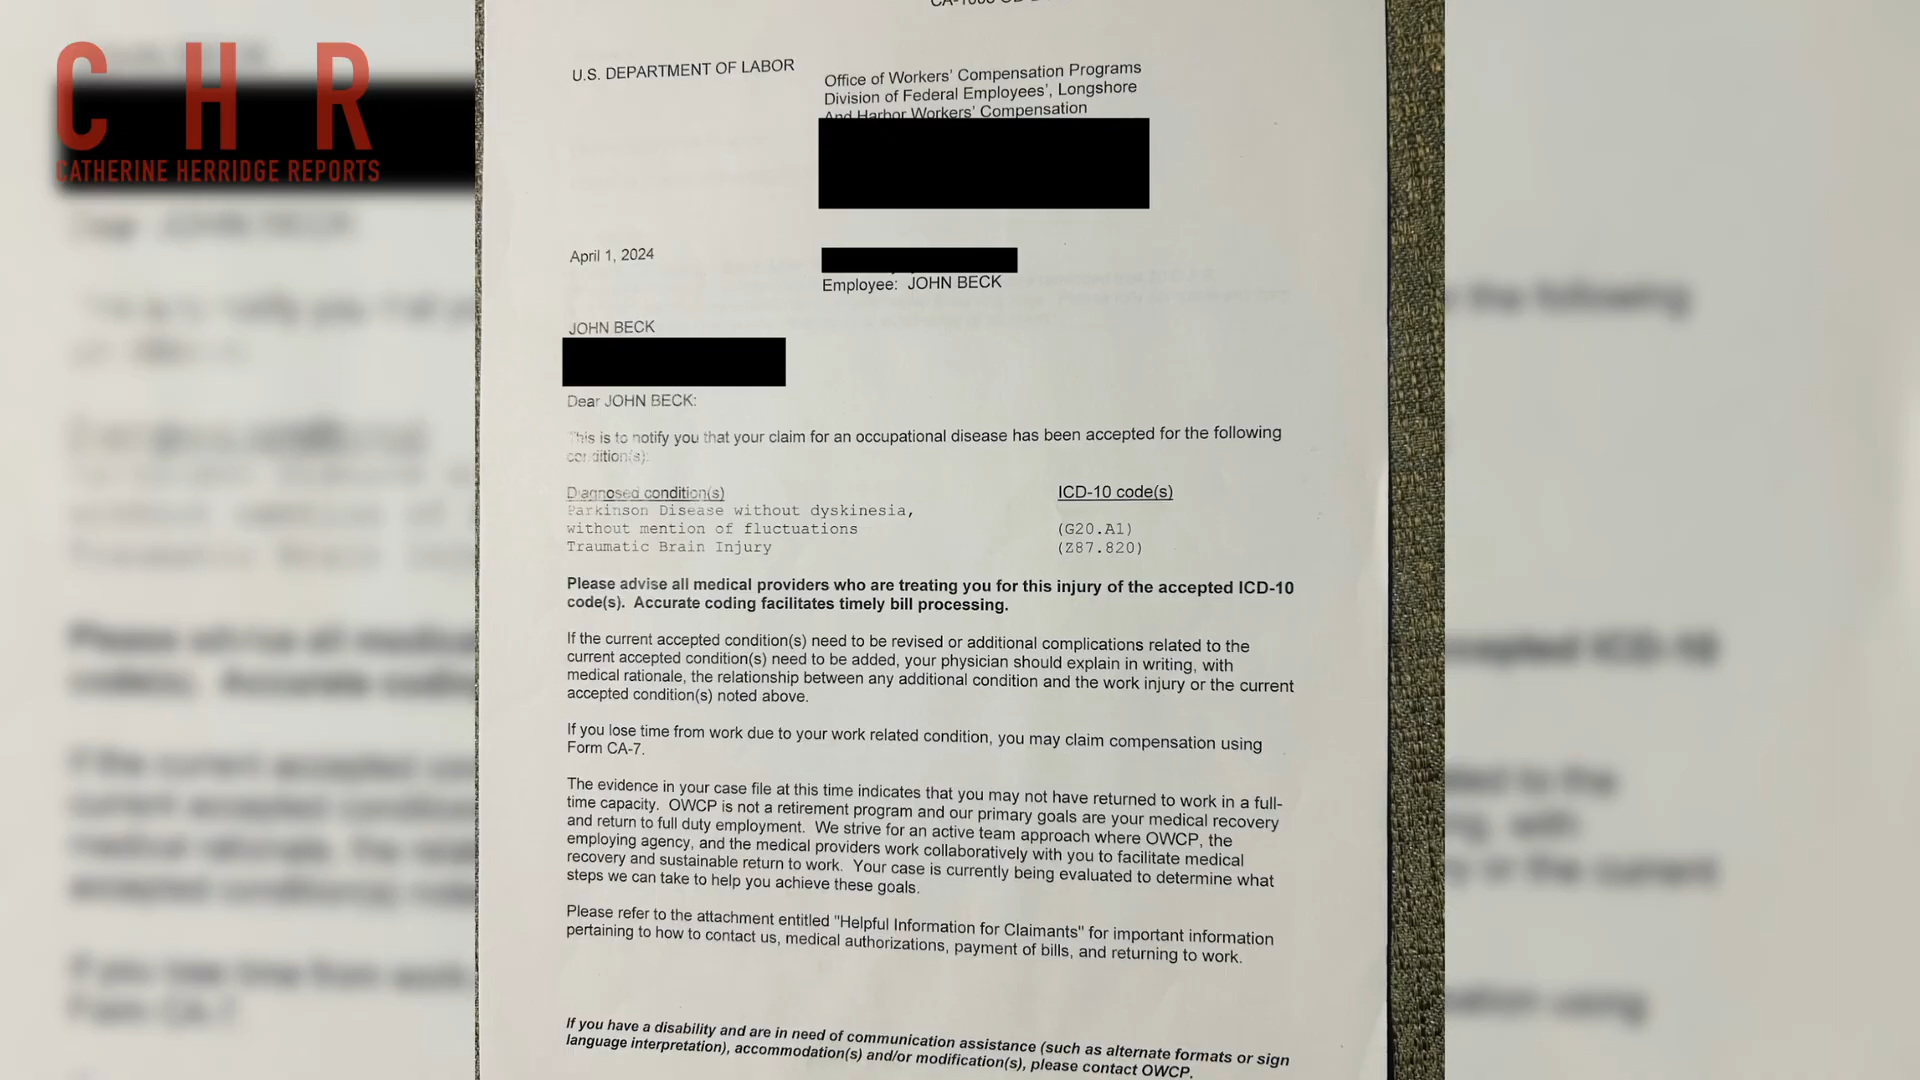 C H R
CATHERINE HERRIDGE REPORTS
U.S. DEPARTMENT OF LABOR
Office of Workers' Compensation Programs
Division of Federal Employees', Longshore
And Harbor Workers' Compensation
April 1, 2024
Employee: JOHN BECK
JOHN BECK
Dear JOHN BECK:
This is to notify you that your claim for an occupational disease has been accepted for the following
condition(s):
Diagnosed condition(s) ICD-10 code(s)
Parkinson Disease without dyskinesia,
without mention of fluctuations (G20.A1)
Traumatic Brain Injury (Z87.820)
Please advise all medical providers who are treating you for this injury of the accepted ICD-10
code(s). Accurate coding facilitates timely bill processing.
If the current accepted condition(s) need to be revised or additional complications related to the
current accepted condition(s) need to be added, your physician should explain in writing, with
medical rationale, the relationship between any additional condition and the work injury or the current
accepted condition(s) noted above.
If you lose time from work due to your work related condition, you may claim compensation using
Form CA-7.
The evidence in your case file at this time indicates that you may not have returned to work in a full-
time capacity. OWCP is not a retirement program and our primary goals are your medical recovery
and return to full duty employment. We strive for an active team approach where OWCP, the
employing agency, and the medical providers work collaboratively with you to facilitate medical
recovery and sustainable return to work. Your case is currently being evaluated to determine what
steps we can take to help you achieve these goals.
Please refer to the attachment entitled "Helpful Information for Claimants" for important information
pertaining to how to contact us, medical authorizations, payment of bills, and returning to work.
If you have a disability and are in need of communication assistance (such as alternate formats or sign
language interpretation), accommodation(s) and/or modification(s), please contact OWCP.